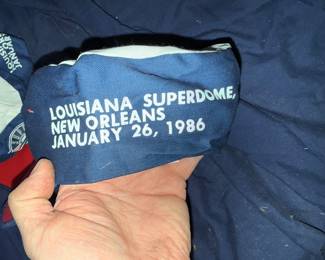 LOUISIANA SUPERDOME,
NEW ORLEANS
JANUARY 26, 1986